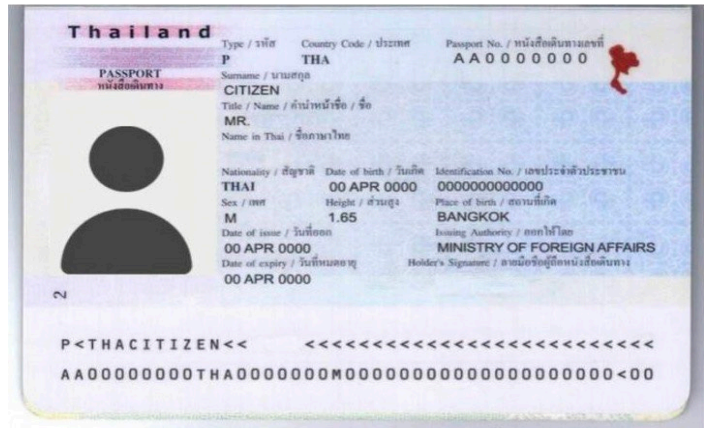 Thailand
PASSPORT
หนังสือเดินทาง
Type / รหัส Country Code / ประเทศ Passport No. / หนังสือเดินทางเลขที่
P THA AA0000000
Surname / นามสกุล
CITIZEN
Title / Name / คำนำหน้าชื่อ / ชื่อ
MR.
Name in Thai / ชื่อภาษาไทย
Nationality / สัญชาติ Date of birth / วันเกิด Identification No. / เลขประจำตัวประชาชน
THAI 00 APR 0000 0000000000000
Sex / เพศ Height / ส่วนสูง Place of birth / สถานที่เกิด
M 1.65 BANGKOK
Date of issue / วันที่ออก Issuing Authority / ออกให้โดย
00 APR 0000 MINISTRY OF FOREIGN AFFAIRS
Date of expiry / วันที่หมดอายุ Holder's Signature / ลายมือชื่อผู้ถือหนังสือเดินทาง
00 APR 0000
2
P<THACITIZEN<< <<<<<<<<<<<<<<<<<<<<<<<<<<
AA00000000THA0000000M000000000000000000000<00